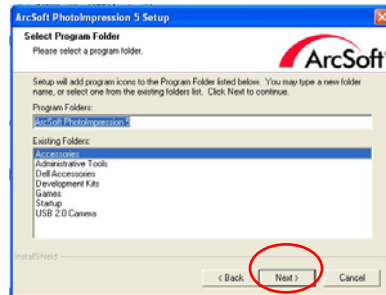 ArcSoft PhotoImpression 5 Setup
Select Program Folder
Please select a program folder.
ArcSoft
Setup will add program icons to the Program Folder listed below. You may type a new folder
name, or select one from the existing folders list. Click Next to continue.
Program Folders:
ArcSoft PhotoImpression 5
Existing Folders:
Accessories
Administrative Tools
Dell Accessories
Development Kits
Games
Startup
USB 2.0 Camera
InstallShield
< Back
Next >
Cancel